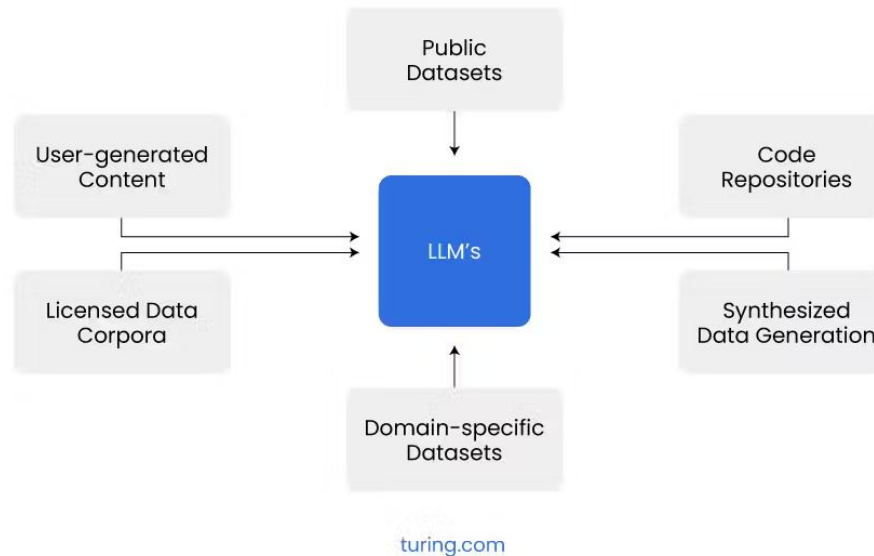 Public
Datasets
User-generated
Content
Code
Repositories
LLM's
Licensed Data
Corpora
Synthesized
Data Generation
Domain-specific
Datasets
turing.com